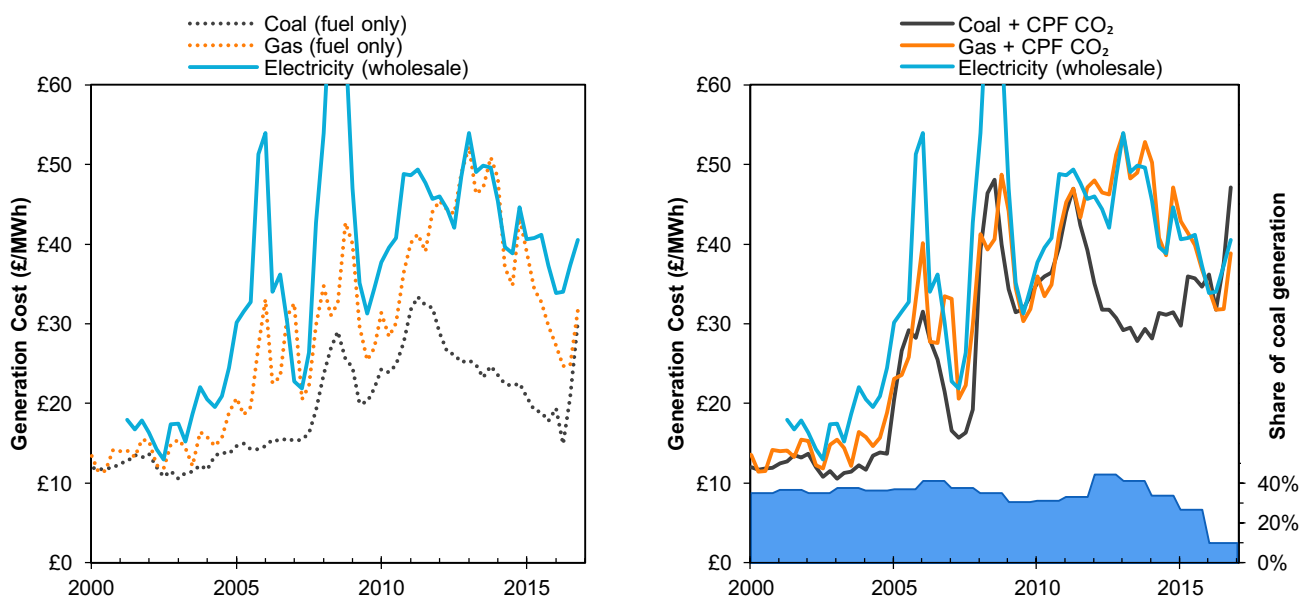 Coal (fuel only)
Gas (fuel only)
Electricity (wholesale)
Generation Cost (£/MWh)
£60
£50
£40
£30
£20
£10
£0
2000
2005
2010
2015
Coal + CPF CO₂
Gas + CPF CO₂
Electricity (wholesale)
Generation Cost (£/MWh)
£60
£50
£40
£30
£20
£10
£0
2000
2005
2010
2015
Share of coal generation
40%
20%
0%